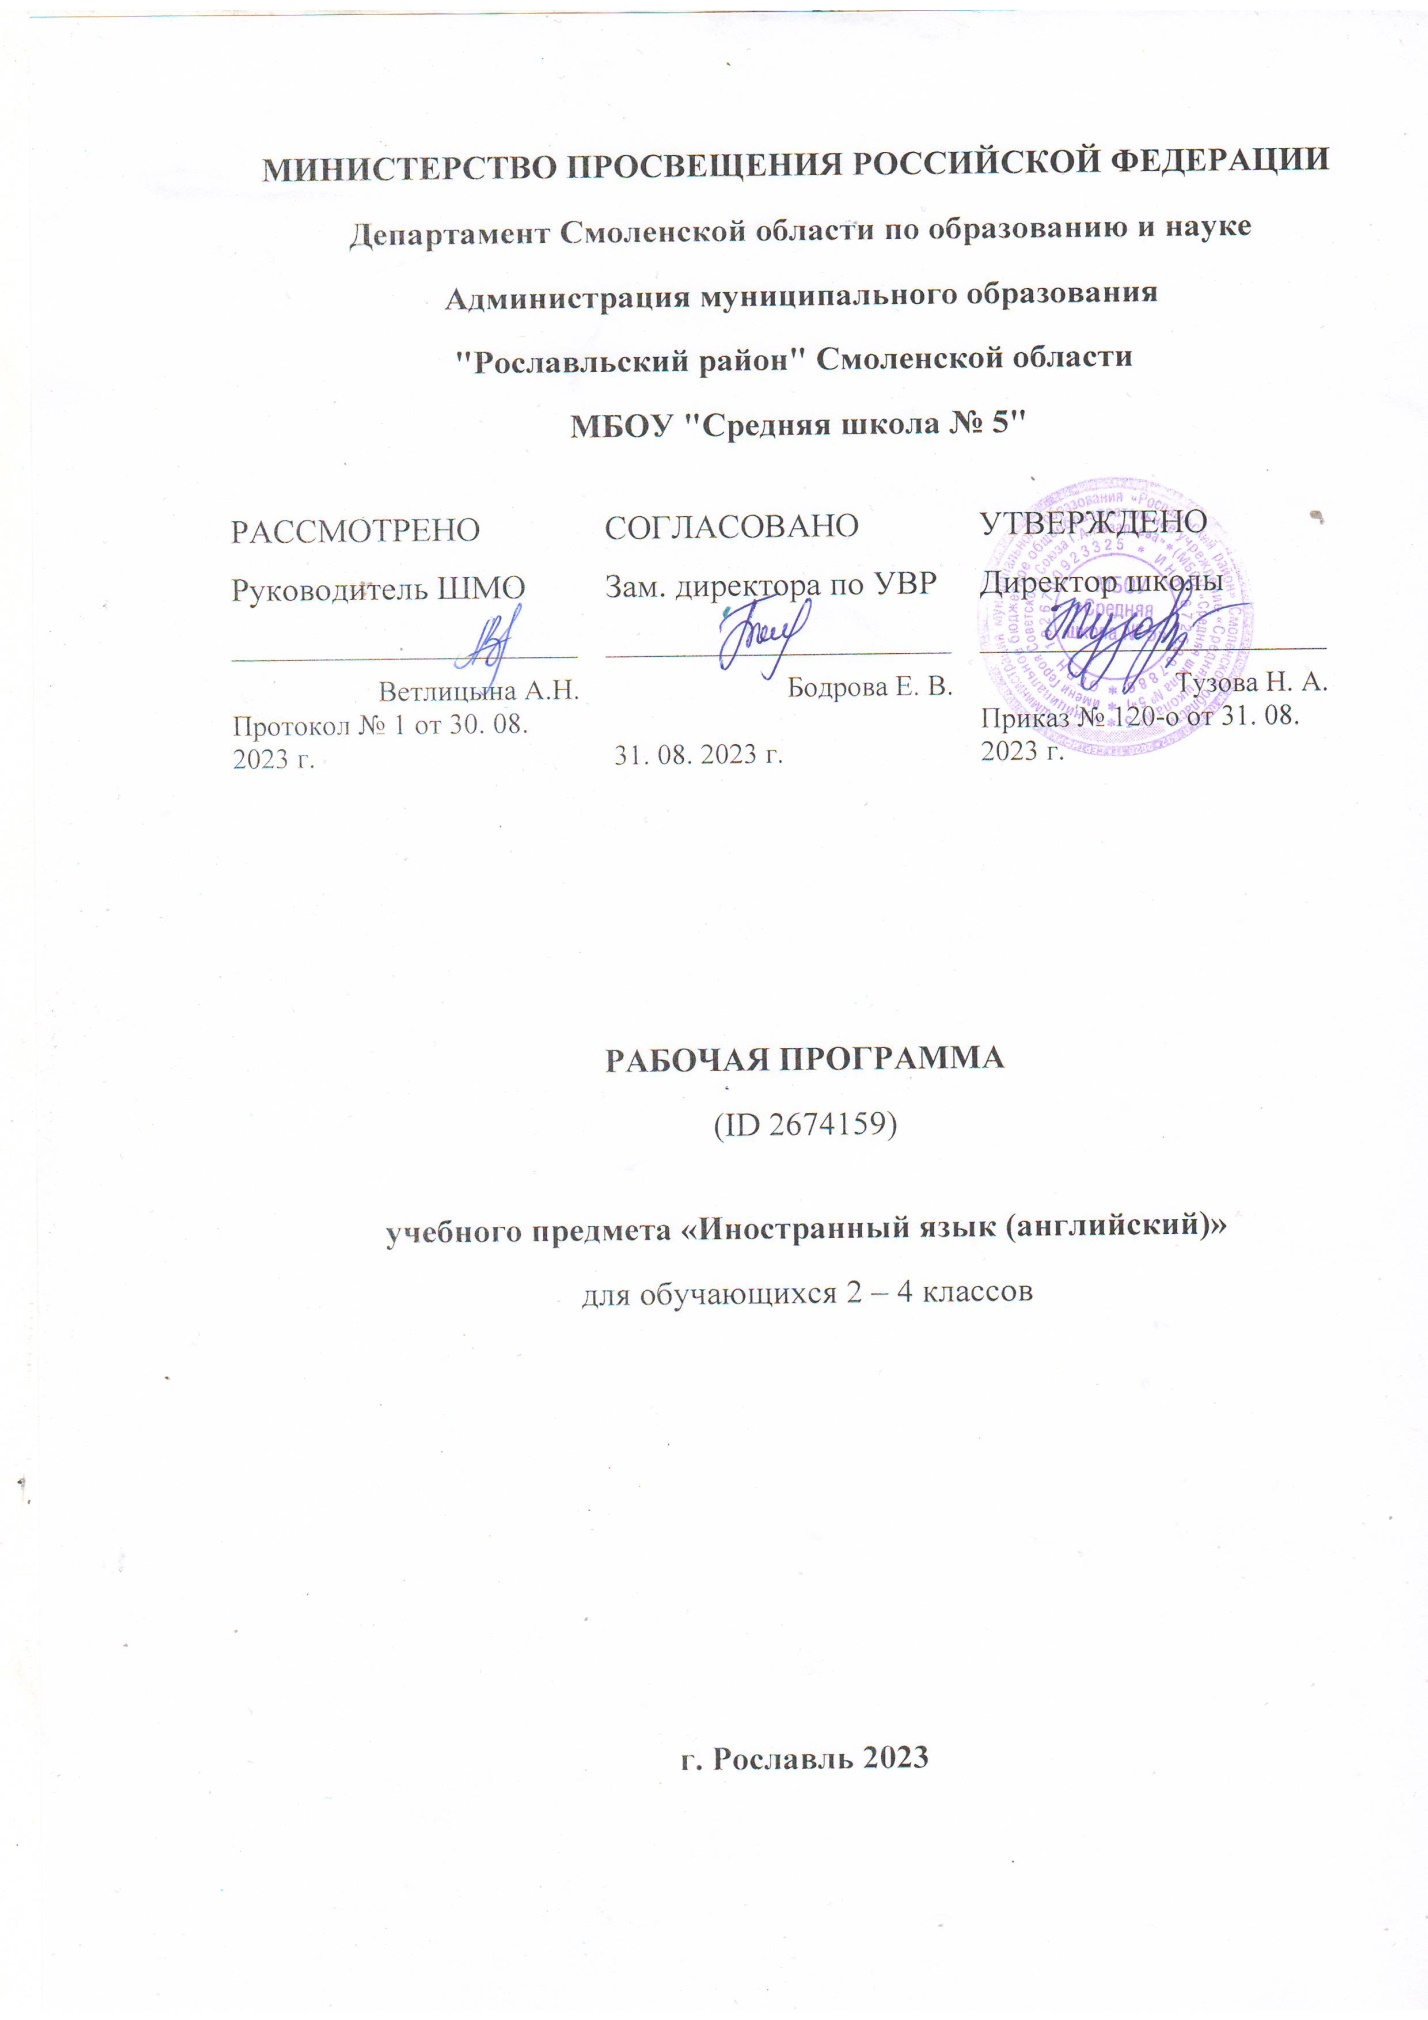 МИНИСТЕРСТВО ПРОСВЕЩЕНИЯ РОССИЙСКОЙ ФЕДЕРАЦИИ
Департамент Смоленской области по образованию и науке
Администрация муниципального образования
"Рославльский район" Смоленской области
МБОУ "Средняя школа № 5"
РАССМОТРЕНО
Руководитель ШМО
Ветлицына А.Н.
Протокол № 1 от 30. 08.
2023 г.
СОГЛАСОВАНО
Зам. директора по УВР
Бодрова Е. В.
31. 08. 2023 г.
УТВЕРЖДЕНО
Директор школы
Тузова Н. А.
Приказ № 120-о от 31. 08.
2023 г.
РАБОЧАЯ ПРОГРАММА
(ID 2674159)
учебного предмета «Иностранный язык (английский)»
для обучающихся 2 – 4 классов
г. Рославль 2023